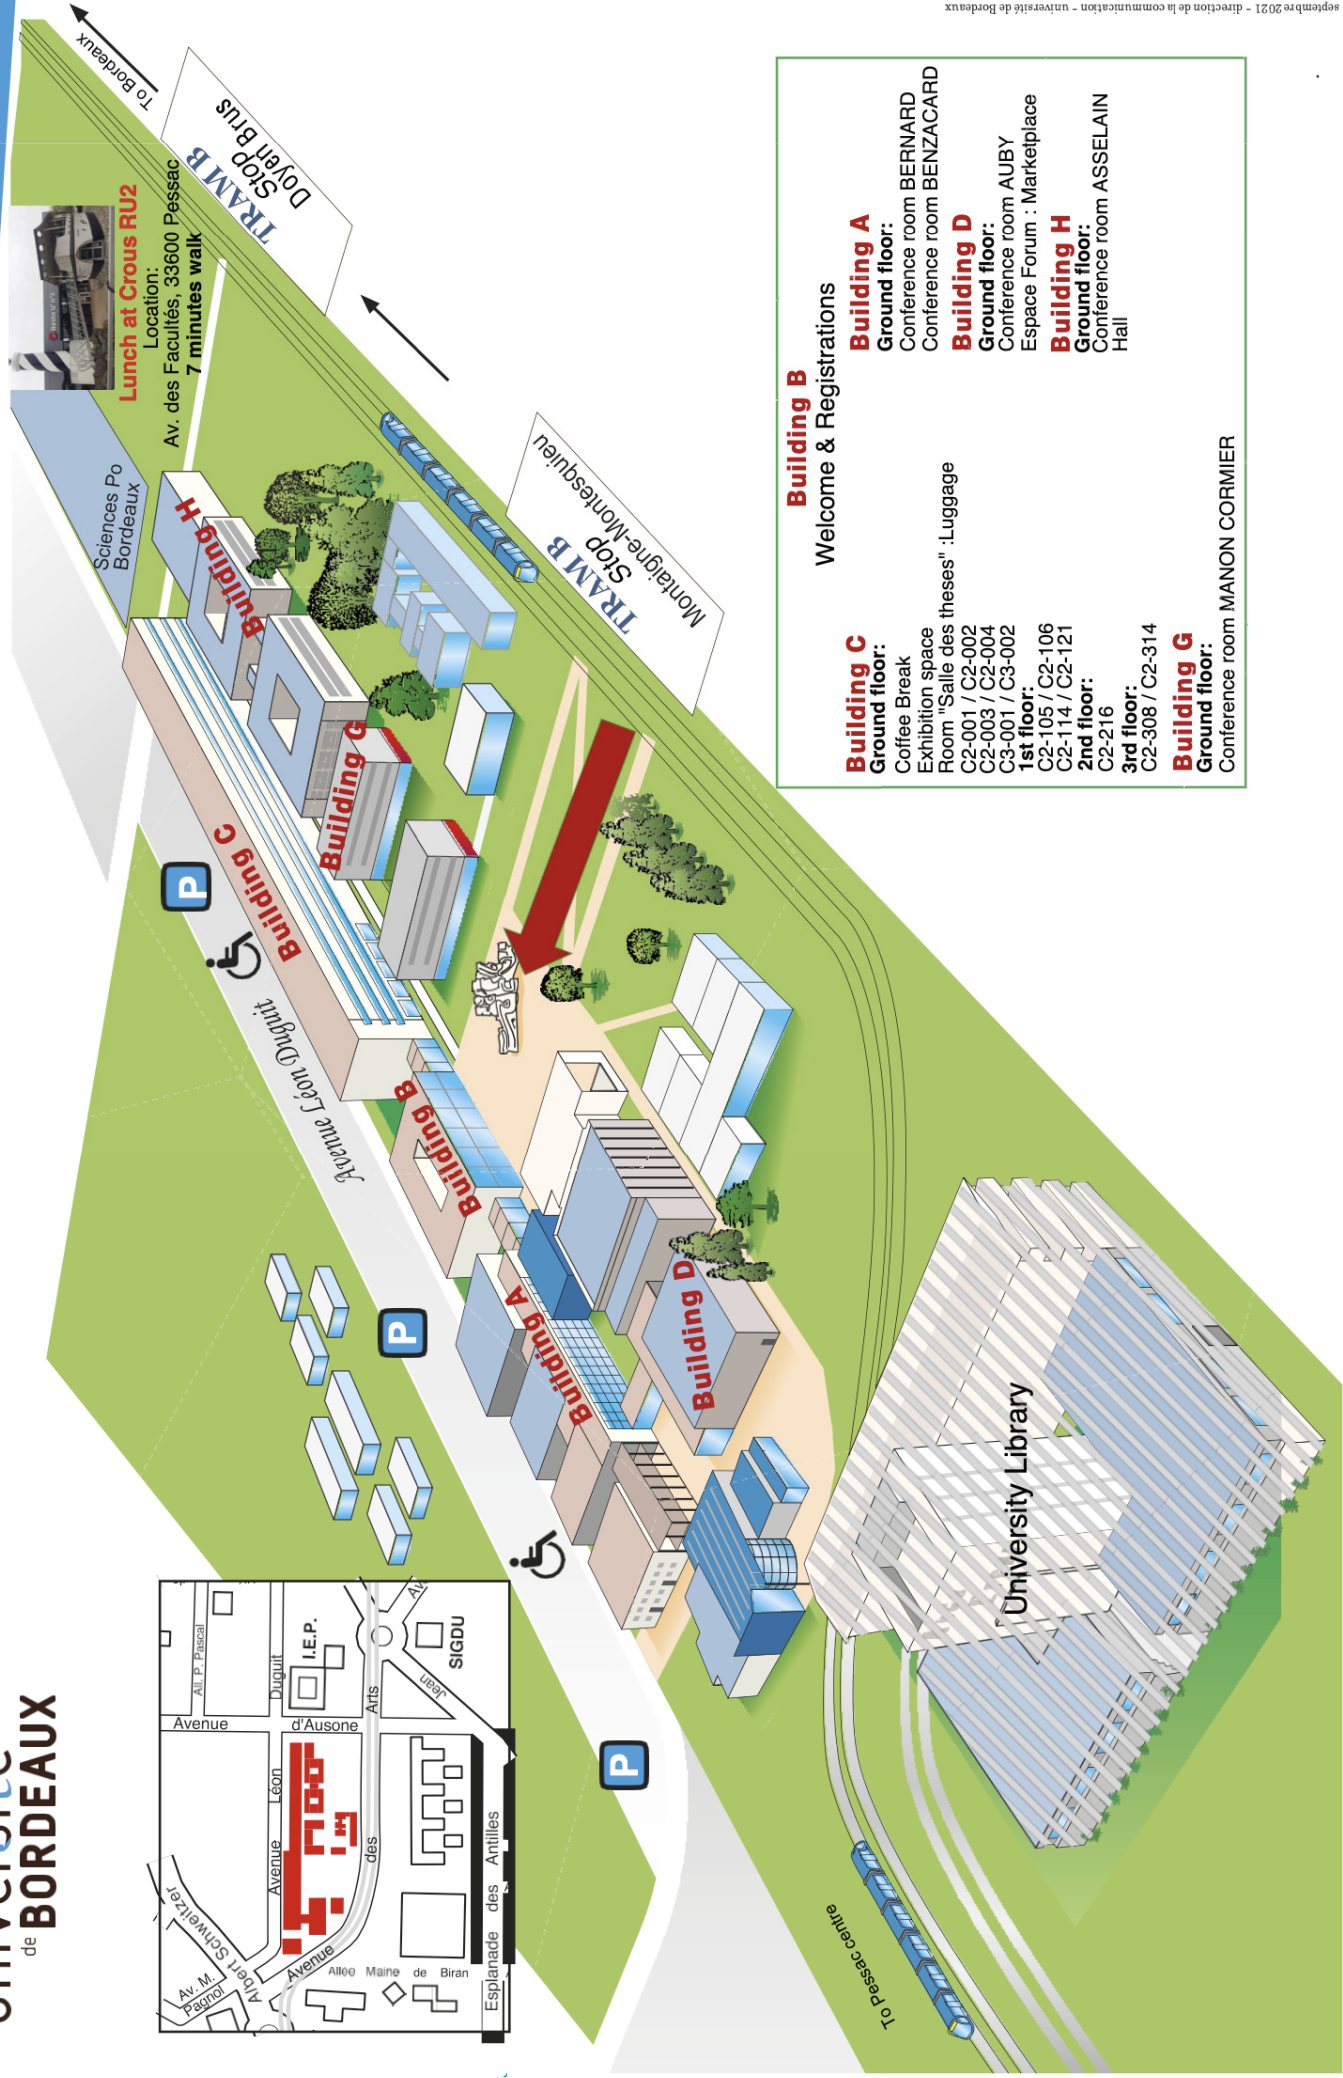 de BORDEAUX
Av. M.
Pagnol
Albert Schweitzer
Avenue
All. P. Pascal
Avenue Léon Duguit
d'Ausone
I.E.P.
Avenue des Arts
Jean
Av.
SIGDU
Allée Maine de Biran
Esplanade des Antilles
P
P
P
Avenue Léon Duguit
Building C
Building H
Building G
Building B
Building A
Building D
Sciences Po
Bordeaux
Lunch at Crous RU2
Location:
Av. des Facultés, 33600 Pessac
7 minutes walk
To Bordeaux
TRAM B
Stop
Doyen Brus
TRAM B
Stop
Montaigne-Montesquieu
University Library
To Pessac centre
Building B
Welcome & Registrations
Building C
Ground floor:
Coffee Break
Exhibition space
Room "Salle des theses" :Luggage
C2-001 / C2-002
C2-003 / C2-004
C3-001 / C3-002
1st floor:
C2-105 / C2-106
C2-114 / C2-121
2nd floor:
C2-216
3rd floor:
C2-308 / C2-314
Building G
Ground floor:
Conference room MANON CORMIER
Building A
Ground floor:
Conference room BERNARD
Conference room BENZACARD
Building D
Ground floor:
Conference room AUBY
Espace Forum : Marketplace
Building H
Ground floor:
Conference room ASSELAIN
Hall
septembre 2021 - direction de la communication - université de Bordeaux